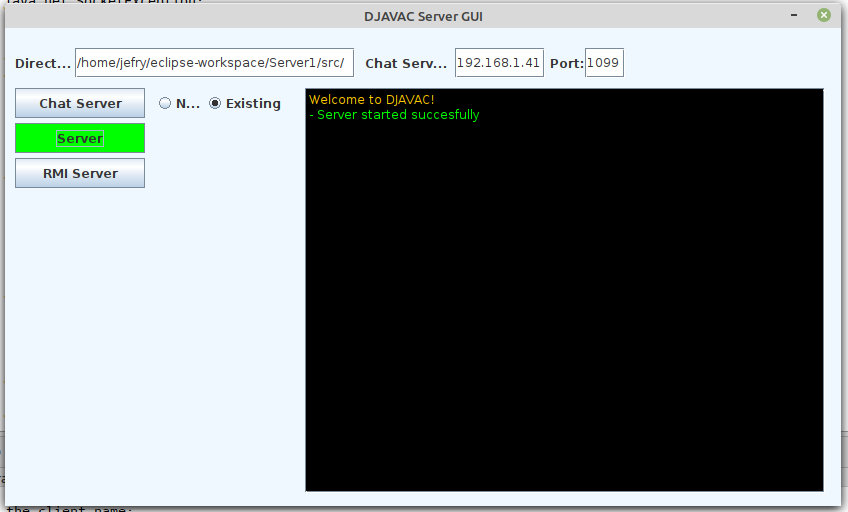 DJAVAC Server GUI
Direct... /home/jefry/eclipse-workspace/Server1/src/ Chat Serv... 192.168.1.41 Port: 1099
Chat Server N... Existing
Welcome to DJAVAC!
- Server started succesfully
Server
RMI Server
the client name: